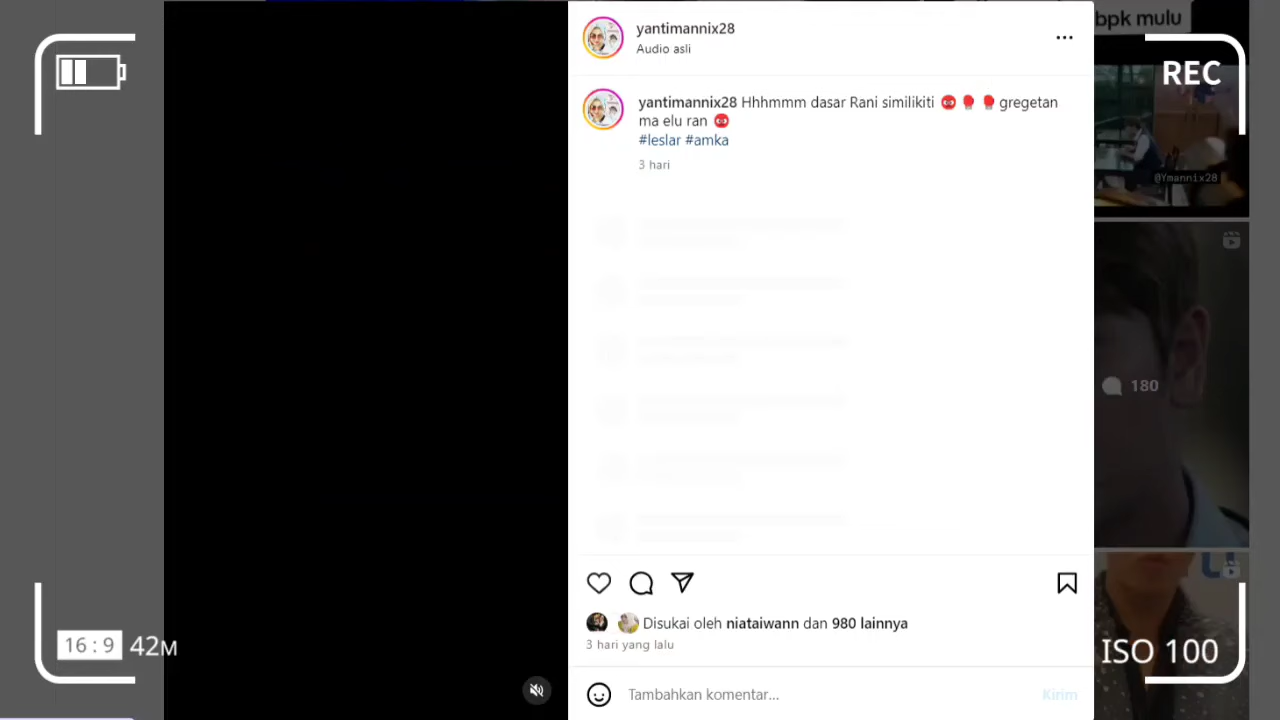 yantimannix28
Audio asli
yantimannix28 Hhhmmm dasar Rani similikiti gregetan
ma elu ran
#leslar #amka
3 hari
Disukai oleh niataiwann dan 980 lainnya
3 hari yang lalu
Tambahkan komentar...
Kirim
bpk mulu
REC
@Ymannix28
180
16 : 9
42M
ISO 100